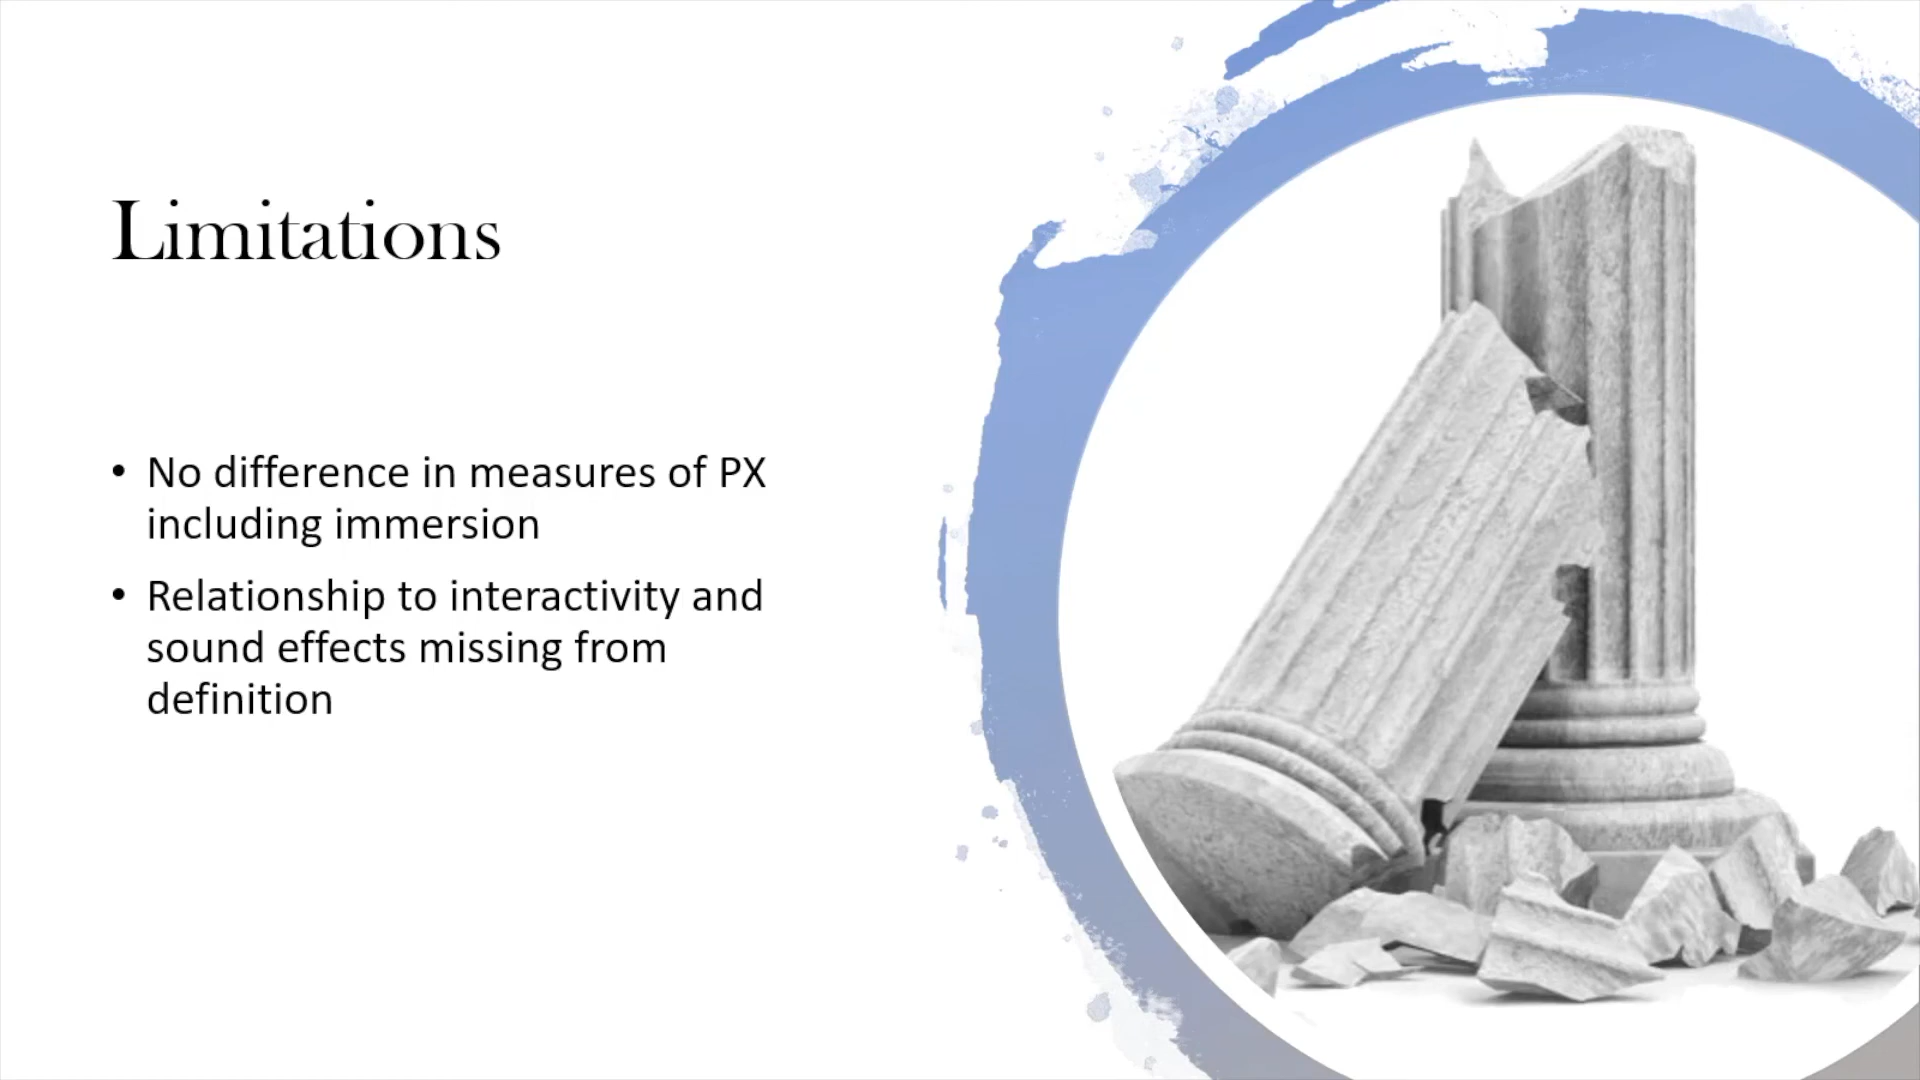 Limitations
• No difference in measures of PX
including immersion
• Relationship to interactivity and
sound effects missing from
definition